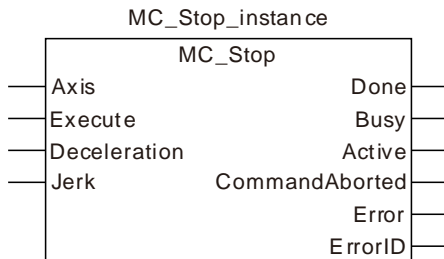 MC_Stop_instance
MC_Stop
Axis Done
Execute Busy
Deceleration Active
Jerk CommandAborted
Error
ErrorID